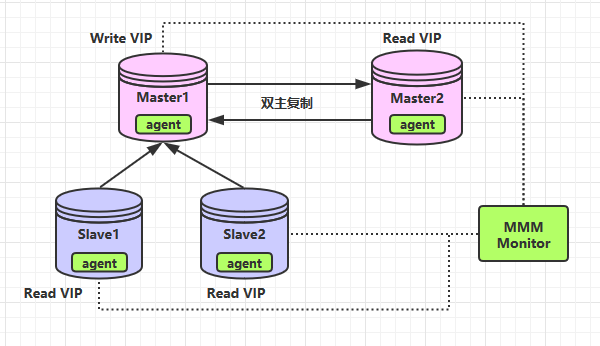 Write VIP
Read VIP
Master1
agent
双主复制
Master2
agent
Slave1
agent
Slave2
agent
MMM
Monitor
Read VIP
Read VIP